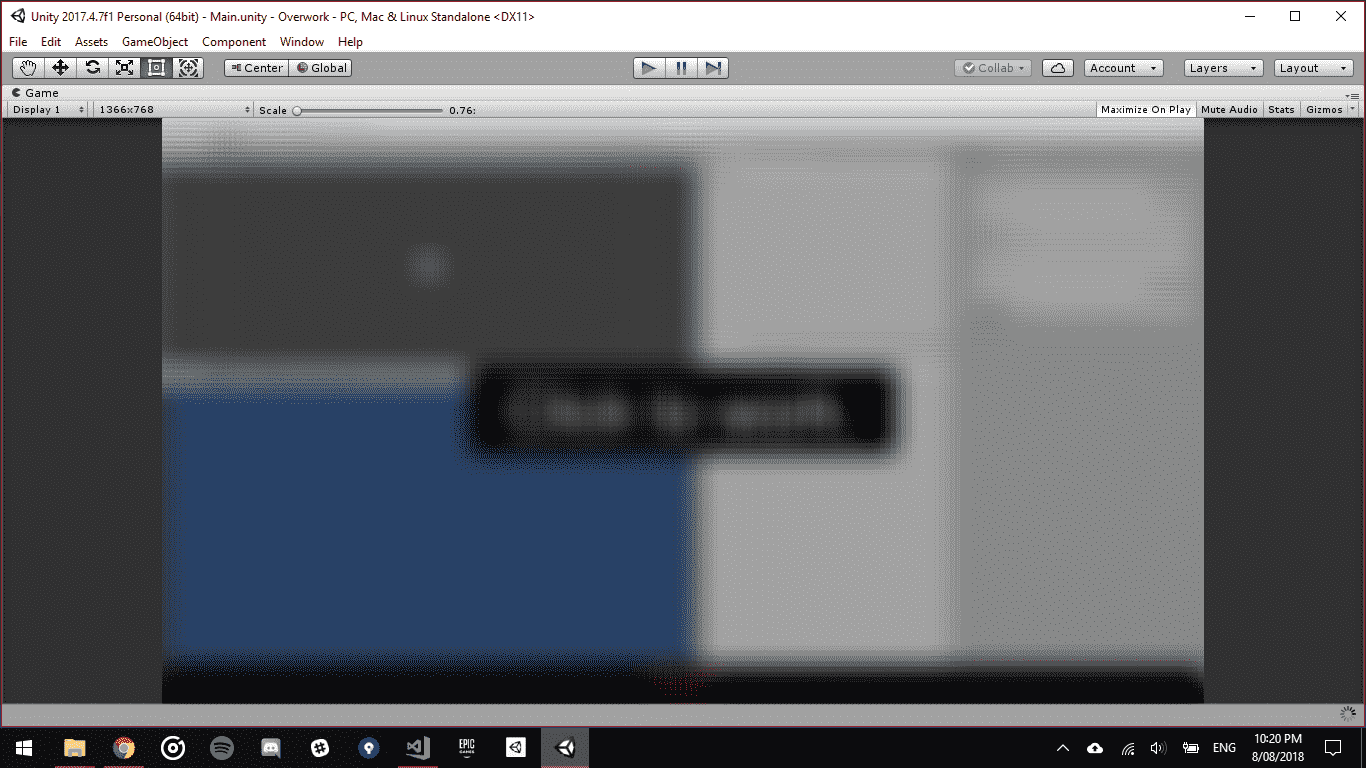 Unity 2017.4.7f1 Personal (64bit) - Main.unity - Overwork - PC, Mac & Linux Standalone <DX11>
File Edit Assets GameObject Component Window Help
Center Global Collab Account Layers Layout
Game
Display 1 1366x768 Scale 0.76: Maximize On Play Mute Audio Stats Gizmos
EPIC GAMES
ENG
10:20 PM
8/08/2018